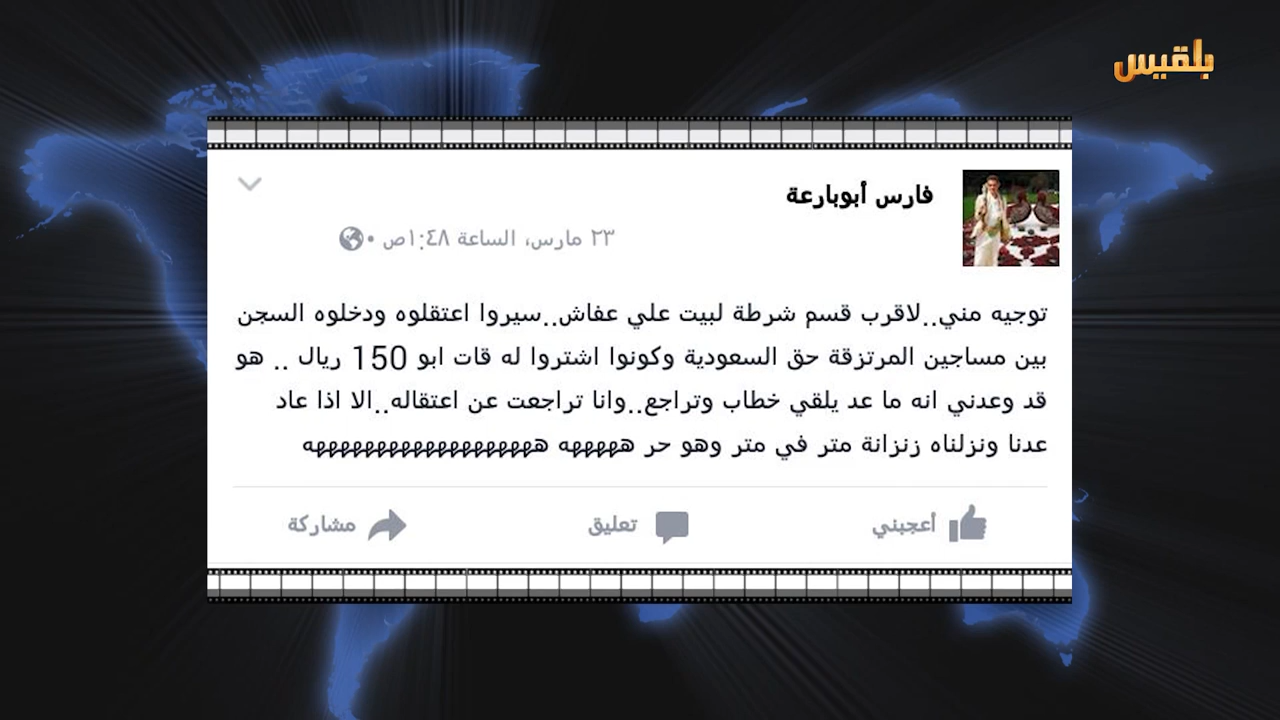 بلقيس
فارس أبوبارعة
٢٣ مارس، الساعة ١:٤٨ص •
توجيه مني..لاقرب قسم شرطة لبيت علي عفاش..سيروا اعتقلوه ودخلوه السجن
بين مساجين المرتزقة حق السعودية وكونوا اشتروا له قات ابو 150 ريال .. هو
قد وعدني انه ما عد يلقي خطاب وتراجع..وانا تراجعت عن اعتقاله..الا اذا عاد
عدنا ونزلناه زنزانة متر في متر وهو حر هههههه ههههههههههههههههههه
أعجبني تعليق مشاركة